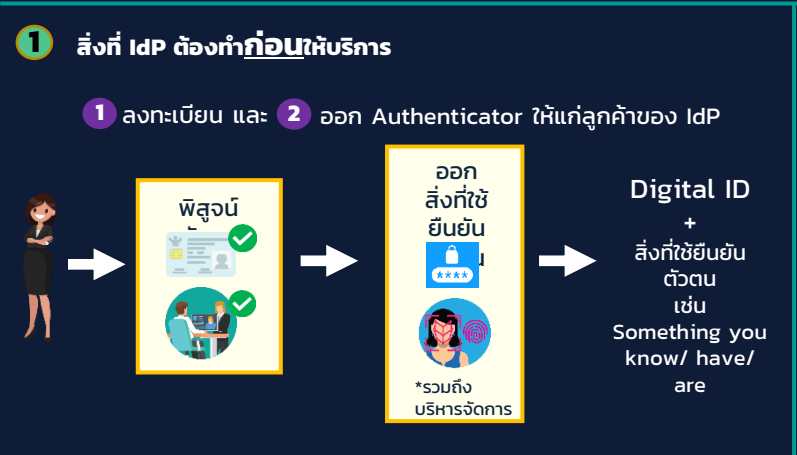 1 สิ่งที่ IdP ต้องทำก่อนให้บริการ
1 ลงทะเบียน และ 2 ออก Authenticator ให้แก่ลูกค้าของ IdP
พิสูจน์
ออก
สิ่งที่ใช้
ยืนยัน
****
*รวมถึง
บริหารจัดการ
Digital ID
+
สิ่งที่ใช้ยืนยัน
ตัวตน
เช่น
Something you
know/ have/
are